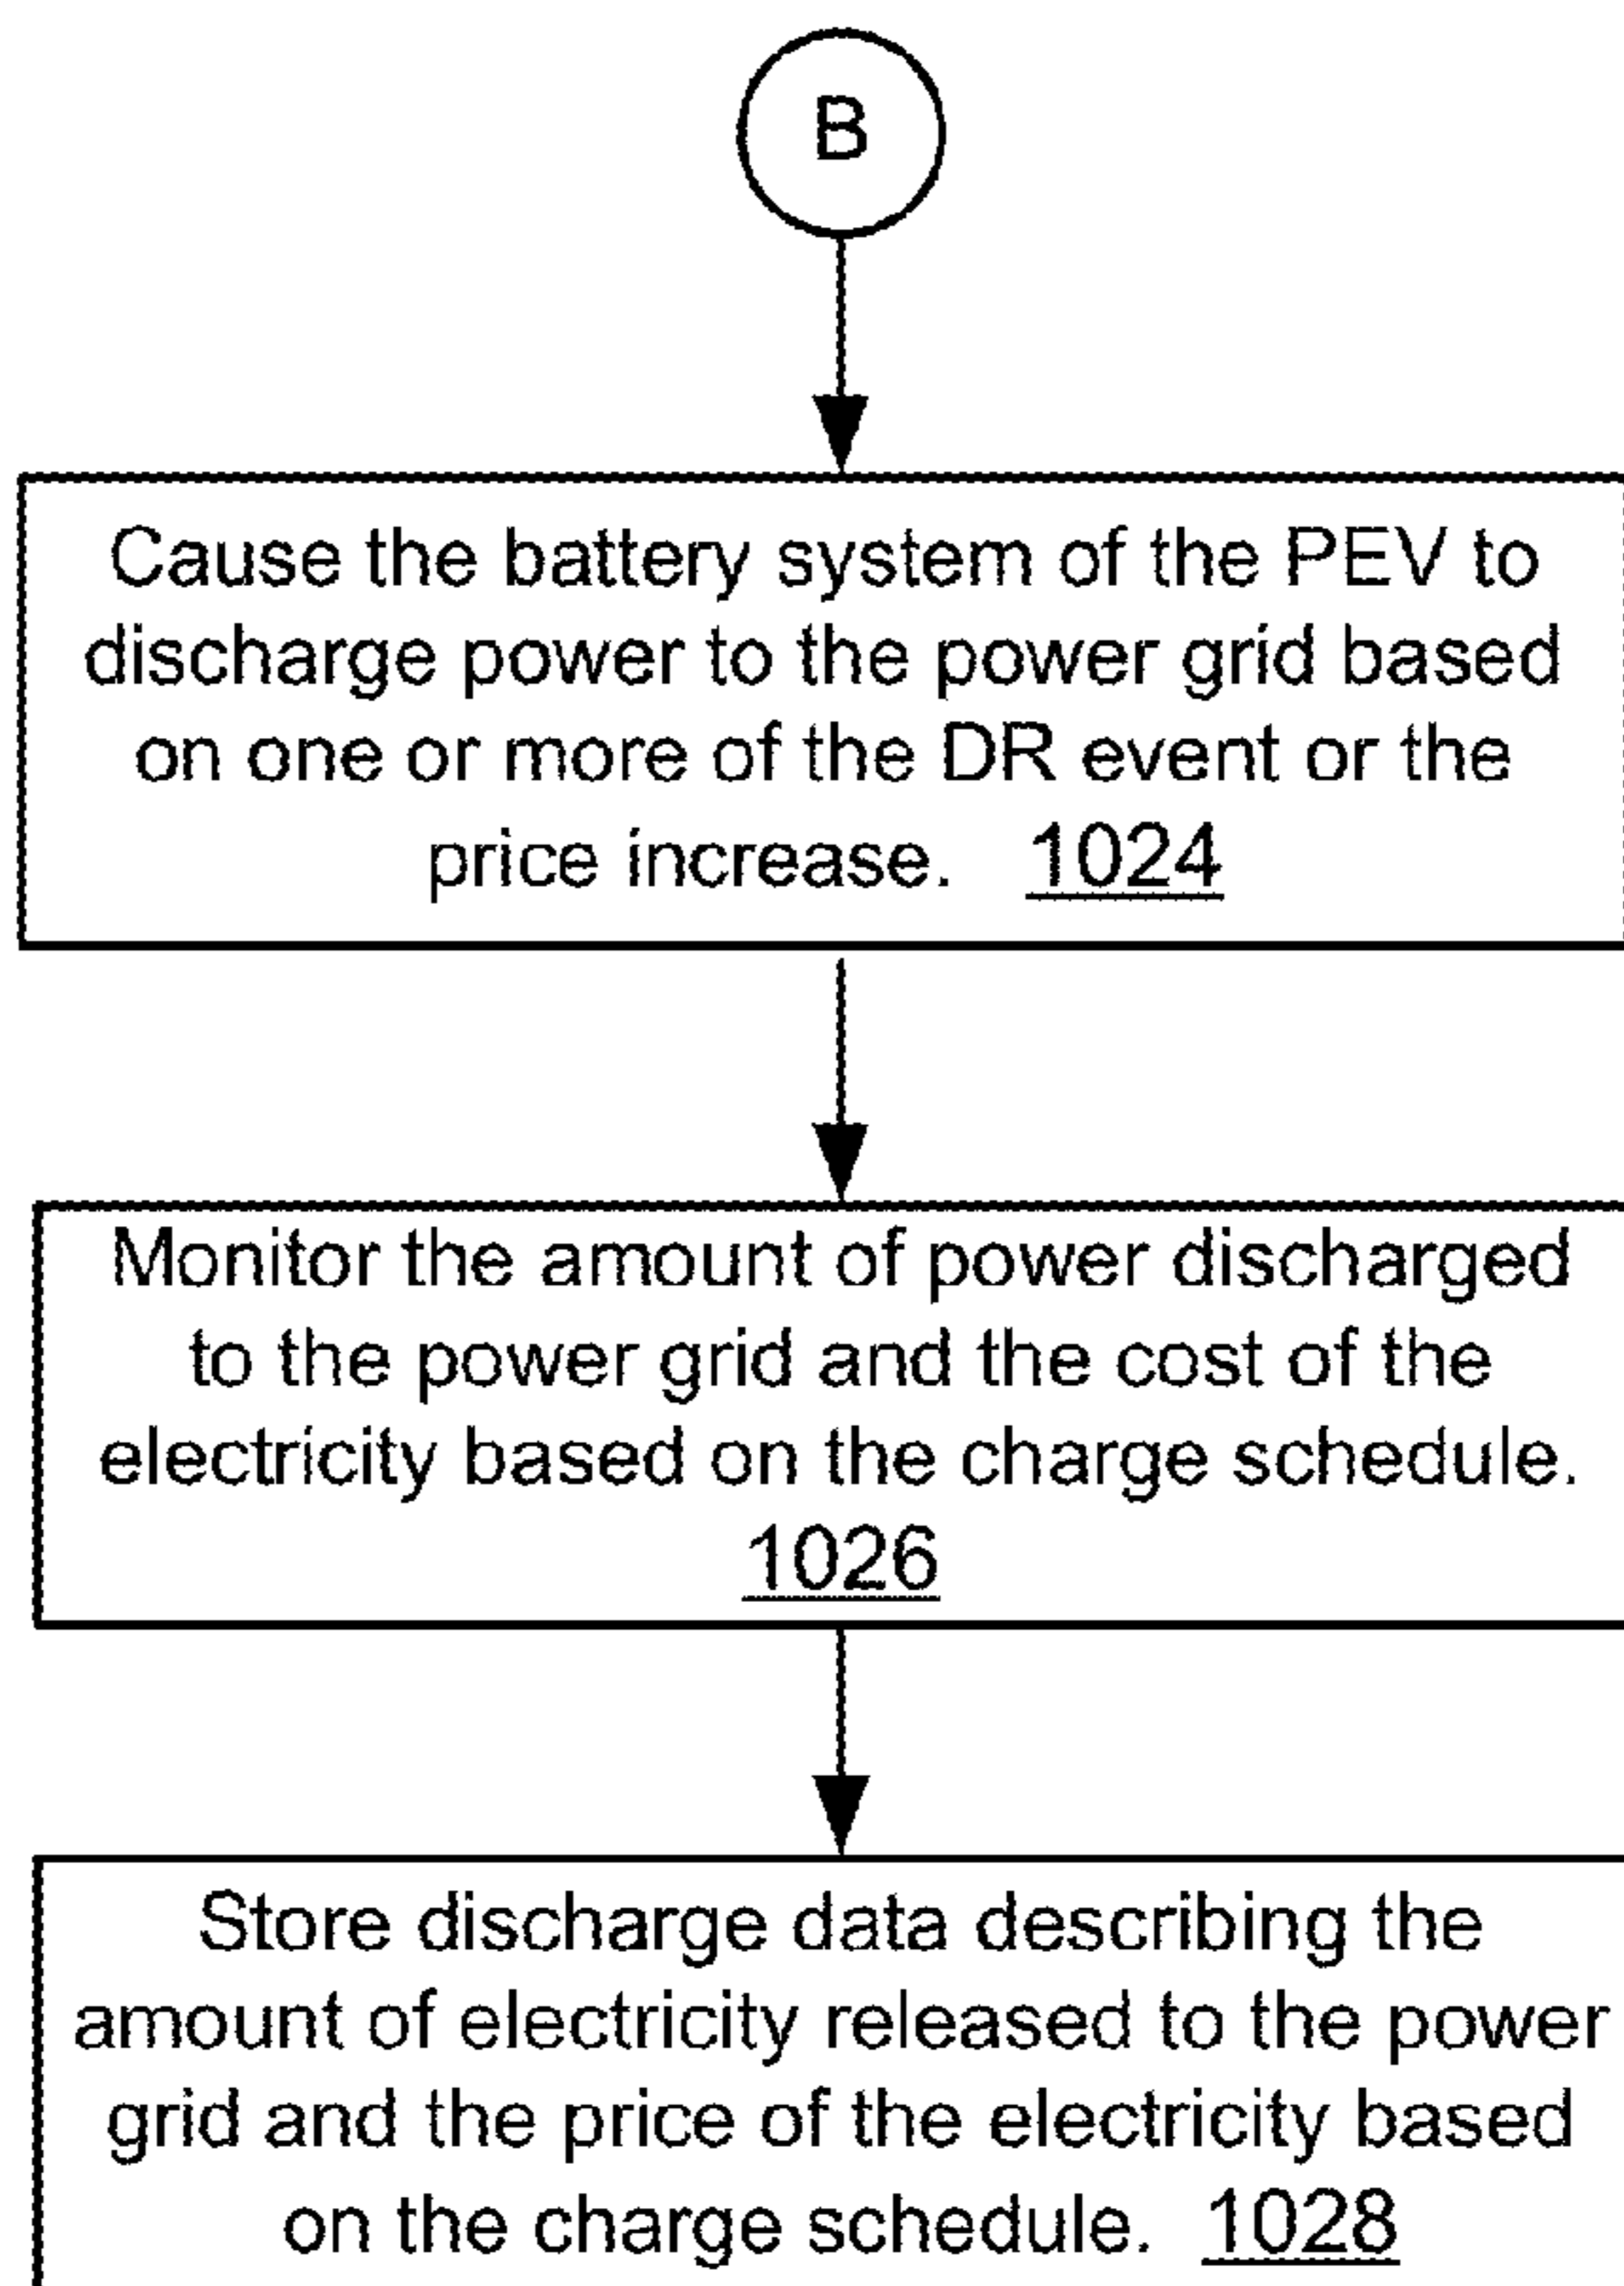 B
Cause the battery system of the PEV to
discharge power to the power grid based
on one or more of the DR event or the
price increase. 1024
Monitor the amount of power discharged
to the power grid and the cost of the
electricity based on the charge schedule.
1026
Store discharge data describing the
amount of electricity released to the power
grid and the price of the electricity based
on the charge schedule. 1028